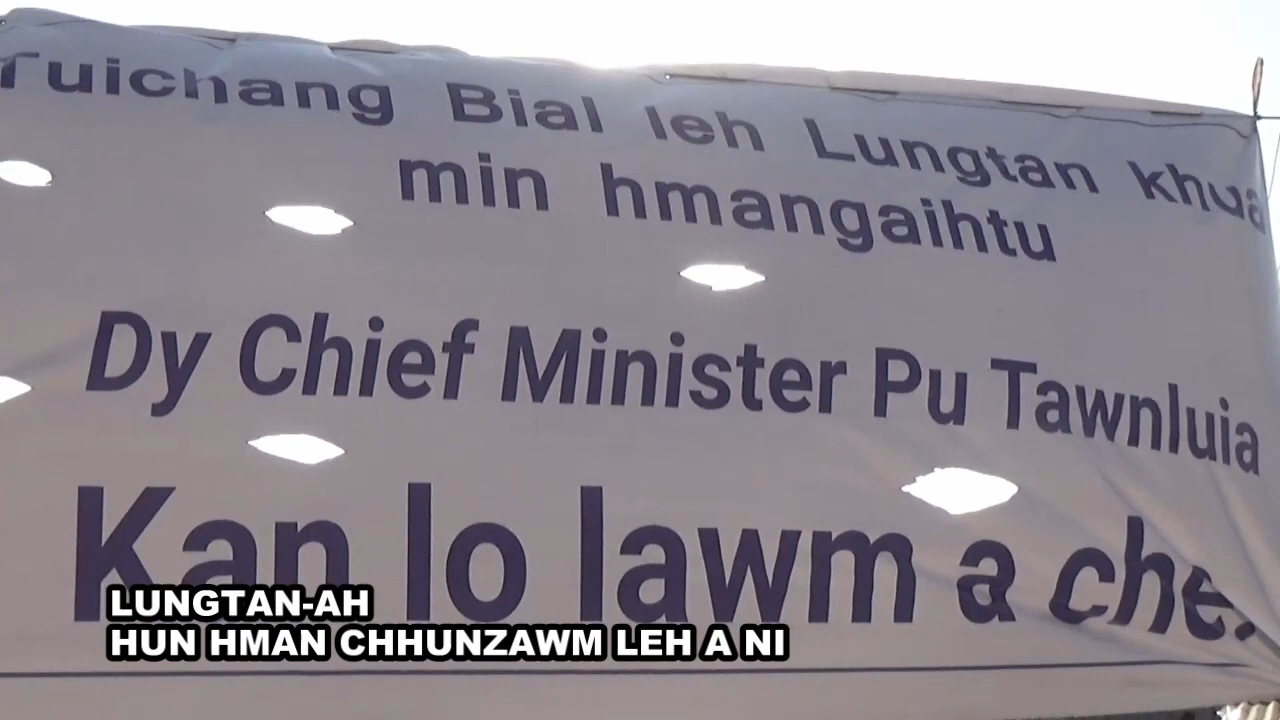 Tuichang Bial leh Lungtan khua
min hmangaihtu
Dy Chief Minister Pu Tawnluia
Kan lo lawm a che.
LUNGTAN-AH
HUN HMAN CHHUNZAWM LEH A NI